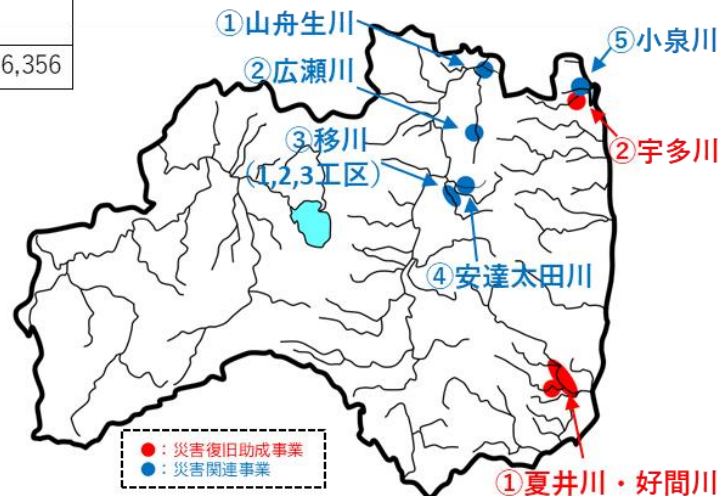 6,356
①山舟生川
②広瀬川
③移川
(1,2,3工区)
④安達太田川
⑤小泉川
②宇多川
①夏井川・好間川
●：災害復旧助成事業
●：災害関連事業